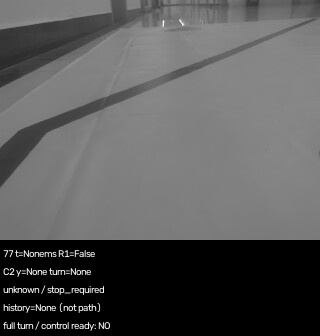 77 t=Nonems R1=False
C2 y=None turn=None
unknown / stop_required
history=None (not path)
full turn / control ready: NO